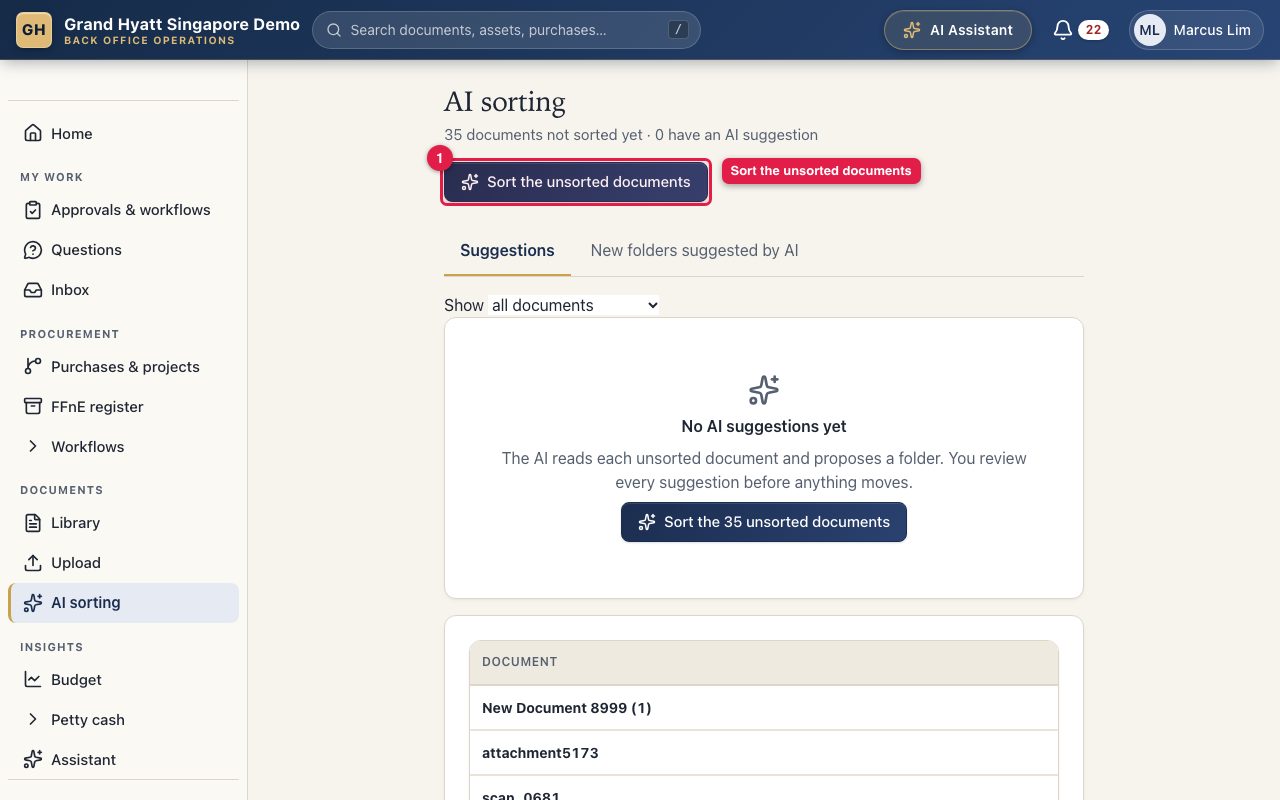 GH
Grand Hyatt Singapore Demo
BACK OFFICE OPERATIONS
Search documents, assets, purchases…
/
AI Assistant
22
ML
Marcus Lim
Home
MY WORK
Approvals & workflows
Questions
Inbox
PROCUREMENT
Purchases & projects
FFnE register
Workflows
DOCUMENTS
Library
Upload
AI sorting
INSIGHTS
Budget
Petty cash
Assistant
AI sorting
35 documents not sorted yet · 0 have an AI suggestion
1
Sort the unsorted documents
Sort the unsorted documents
Suggestions
New folders suggested by AI
Show all documents
No AI suggestions yet
The AI reads each unsorted document and proposes a folder. You review
every suggestion before anything moves.
Sort the 35 unsorted documents
DOCUMENT
New Document 8999 (1)
attachment5173
scan_0681